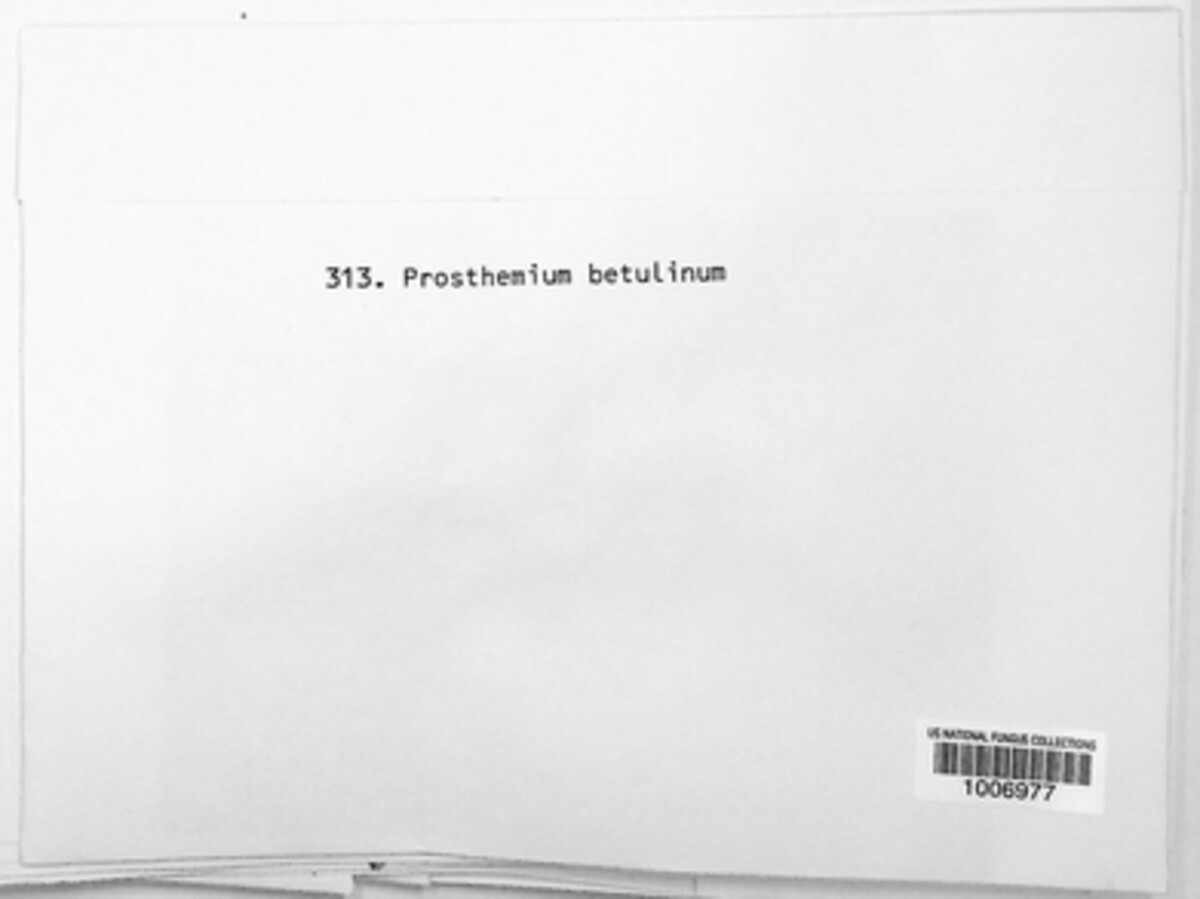 313. Prosthemium betulinum
US NATIONAL FUNGUS COLLECTIONS
1006977